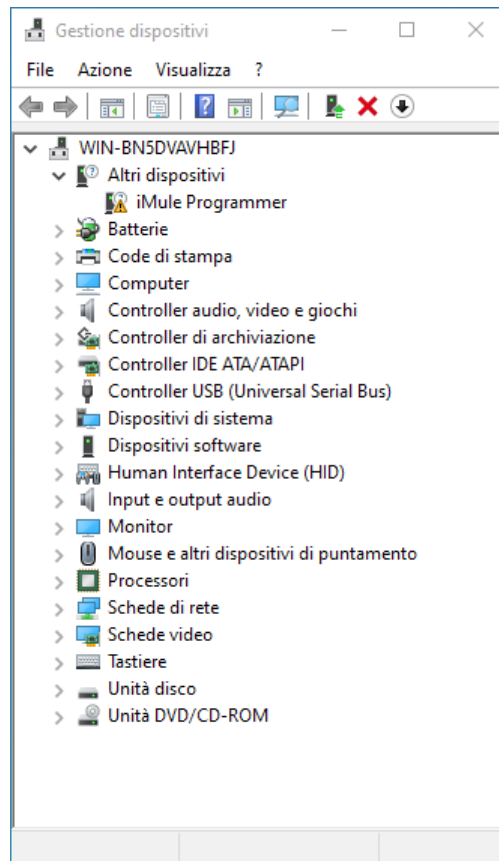 Gestione dispositivi
File Azione Visualizza ?
WIN-BN5DVAVHBFJ
Altri dispositivi
iMule Programmer
Batterie
Code di stampa
Computer
Controller audio, video e giochi
Controller di archiviazione
Controller IDE ATA/ATAPI
Controller USB (Universal Serial Bus)
Dispositivi di sistema
Dispositivi software
Human Interface Device (HID)
Input e output audio
Monitor
Mouse e altri dispositivi di puntamento
Processori
Schede di rete
Schede video
Tastiere
Unità disco
Unità DVD/CD-ROM